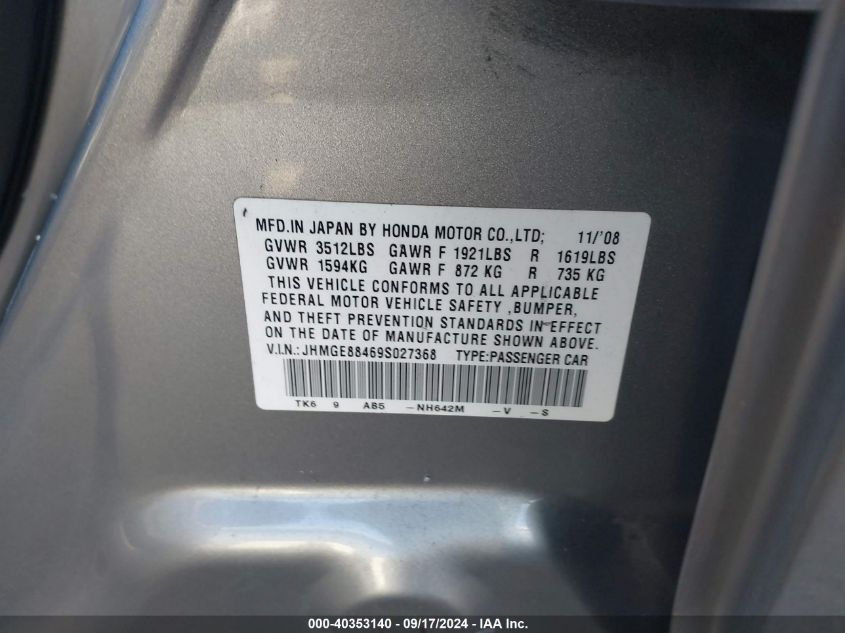 MFD.IN JAPAN BY HONDA MOTOR CO.,LTD; 11/'08
GVWR 3512LBS GAWR F 1921LBS R 1619LBS
GVWR 1594KG GAWR F 872 KG R 735 KG
THIS VEHICLE CONFORMS TO ALL APPLICABLE
FEDERAL MOTOR VEHICLE SAFETY ,BUMPER,
AND THEFT PREVENTION STANDARDS IN EFFECT
ON THE DATE OF MANUFACTURE SHOWN ABOVE.
V.I.N.: JHMGE88469S027368 TYPE:PASSENGER CAR
TK6 9 AB5 -NH642M -V -S
000-40353140 - 09/17/2024 - IAA Inc.